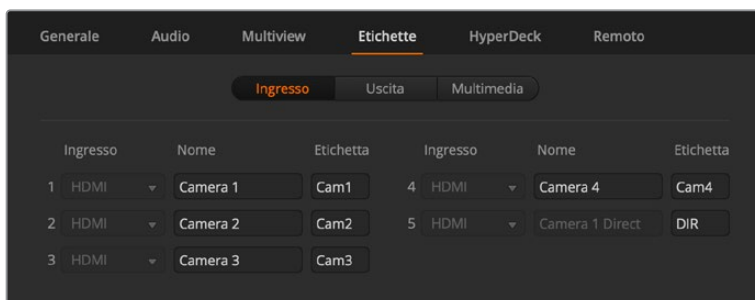 Generale Audio Multiview Etichette HyperDeck Remoto
Ingresso Uscita Multimedia
Ingresso Nome Etichetta Ingresso Nome Etichetta
1 HDMI Camera 1 Cam1 4 HDMI Camera 4 Cam4
2 HDMI Camera 2 Cam2 5 HDMI Camera 1 Direct DIR
3 HDMI Camera 3 Cam3